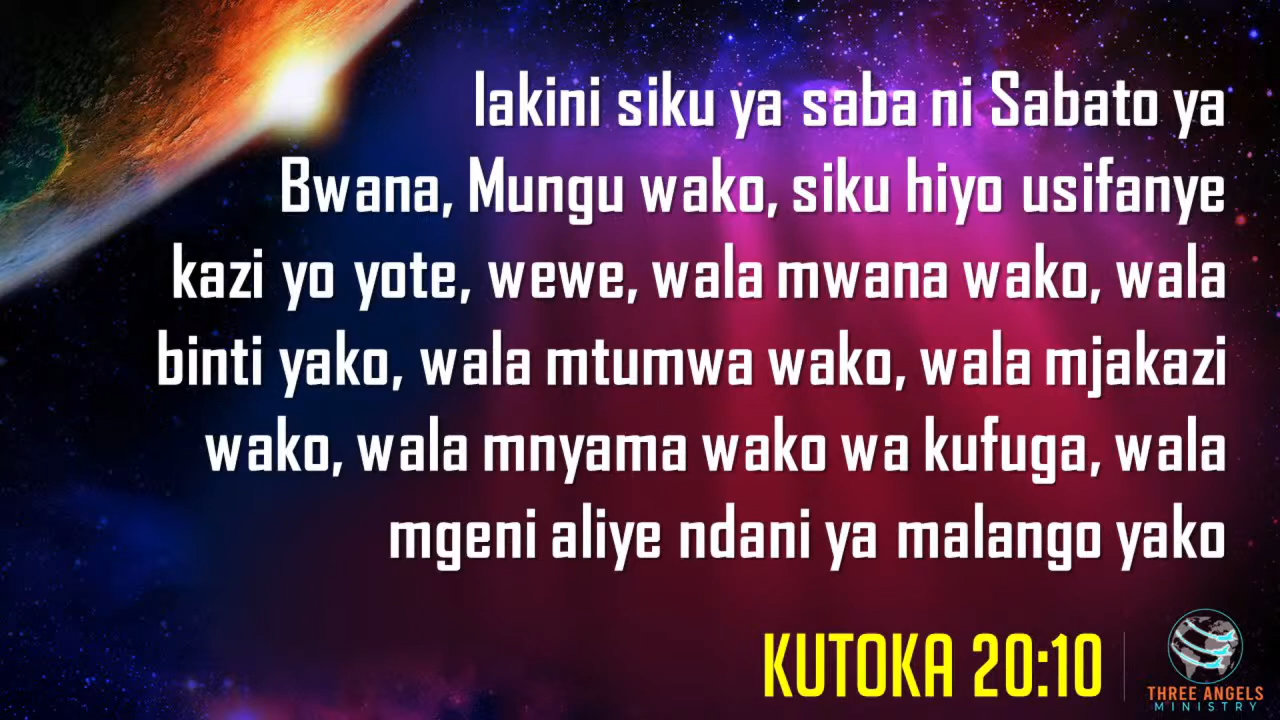 lakini siku ya saba ni Sabato ya
Bwana, Mungu wako, siku hiyo usifanye
kazi yo yote, wewe, wala mwana wako, wala
binti yako, wala mtumwa wako, wala mjakazi
wako, wala mnyama wako wa kufuga, wala
mgeni aliye ndani ya malango yako
KUTOKA 20:10
THREE ANGELS
MINISTRY